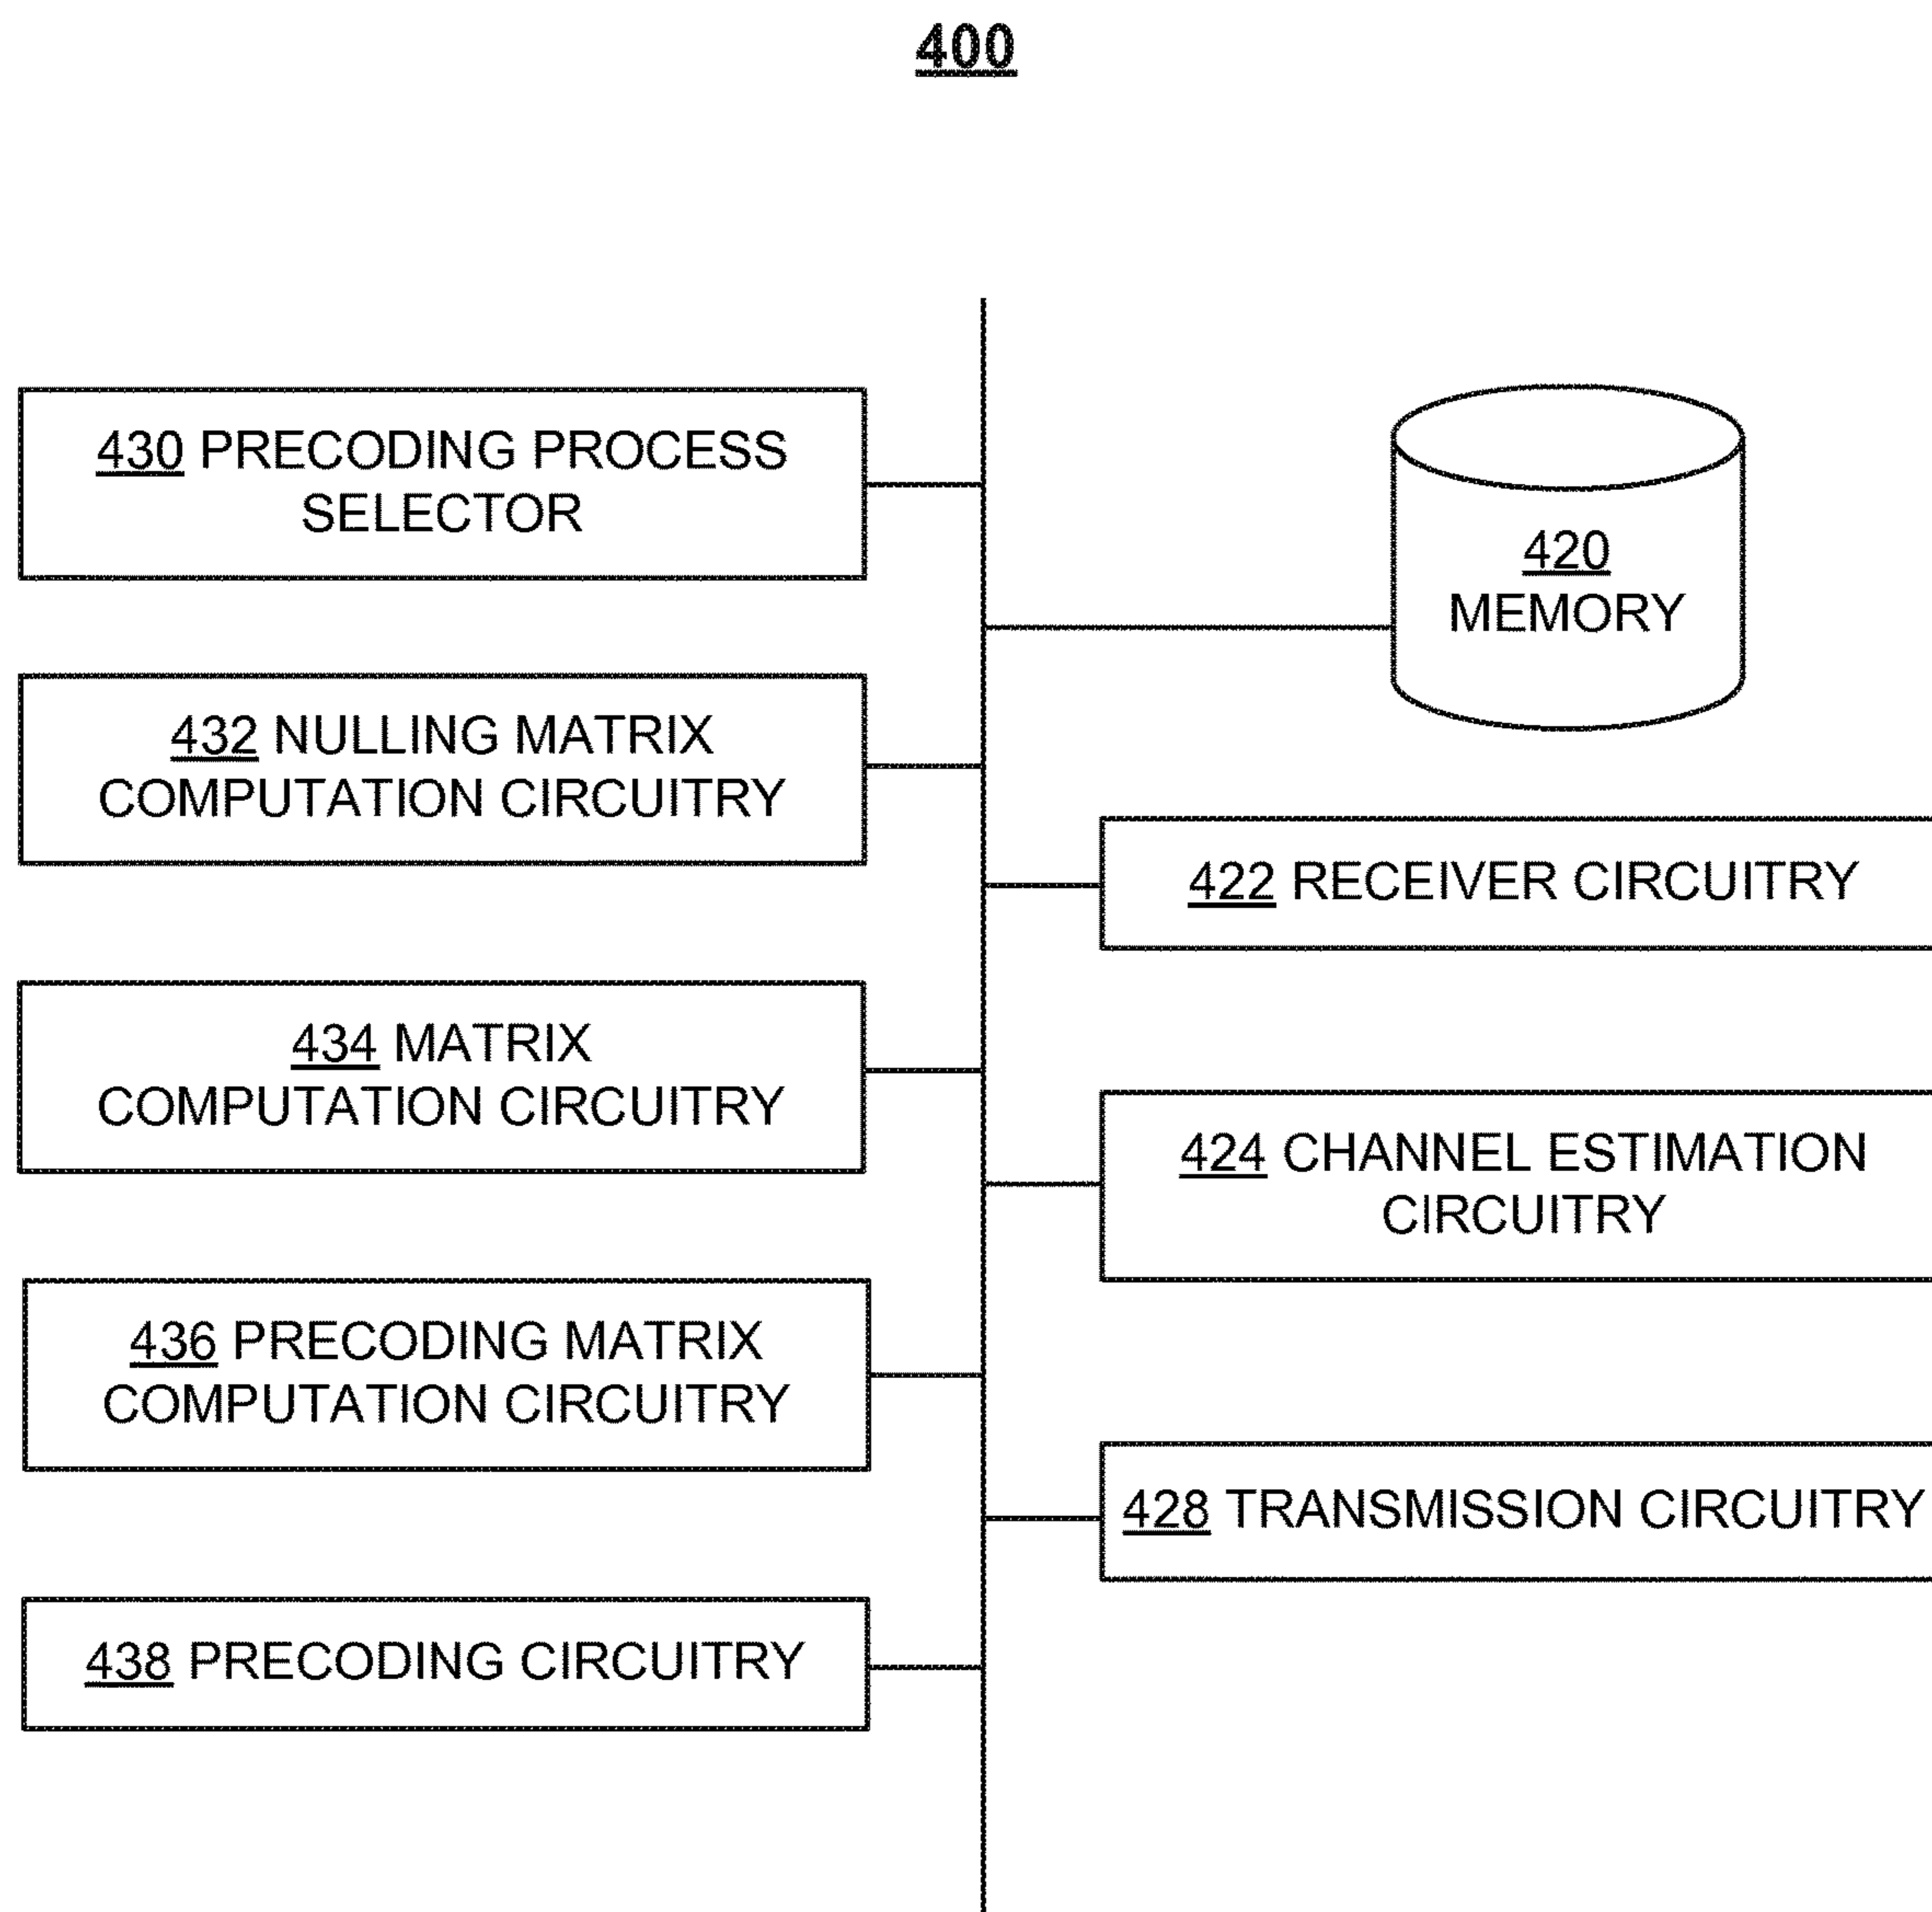 400
430 PRECODING PROCESS
SELECTOR
432 NULLING MATRIX
COMPUTATION CIRCUITRY
434 MATRIX
COMPUTATION CIRCUITRY
436 PRECODING MATRIX
COMPUTATION CIRCUITRY
438 PRECODING CIRCUITRY
420
MEMORY
422 RECEIVER CIRCUITRY
424 CHANNEL ESTIMATION
CIRCUITRY
428 TRANSMISSION CIRCUITRY